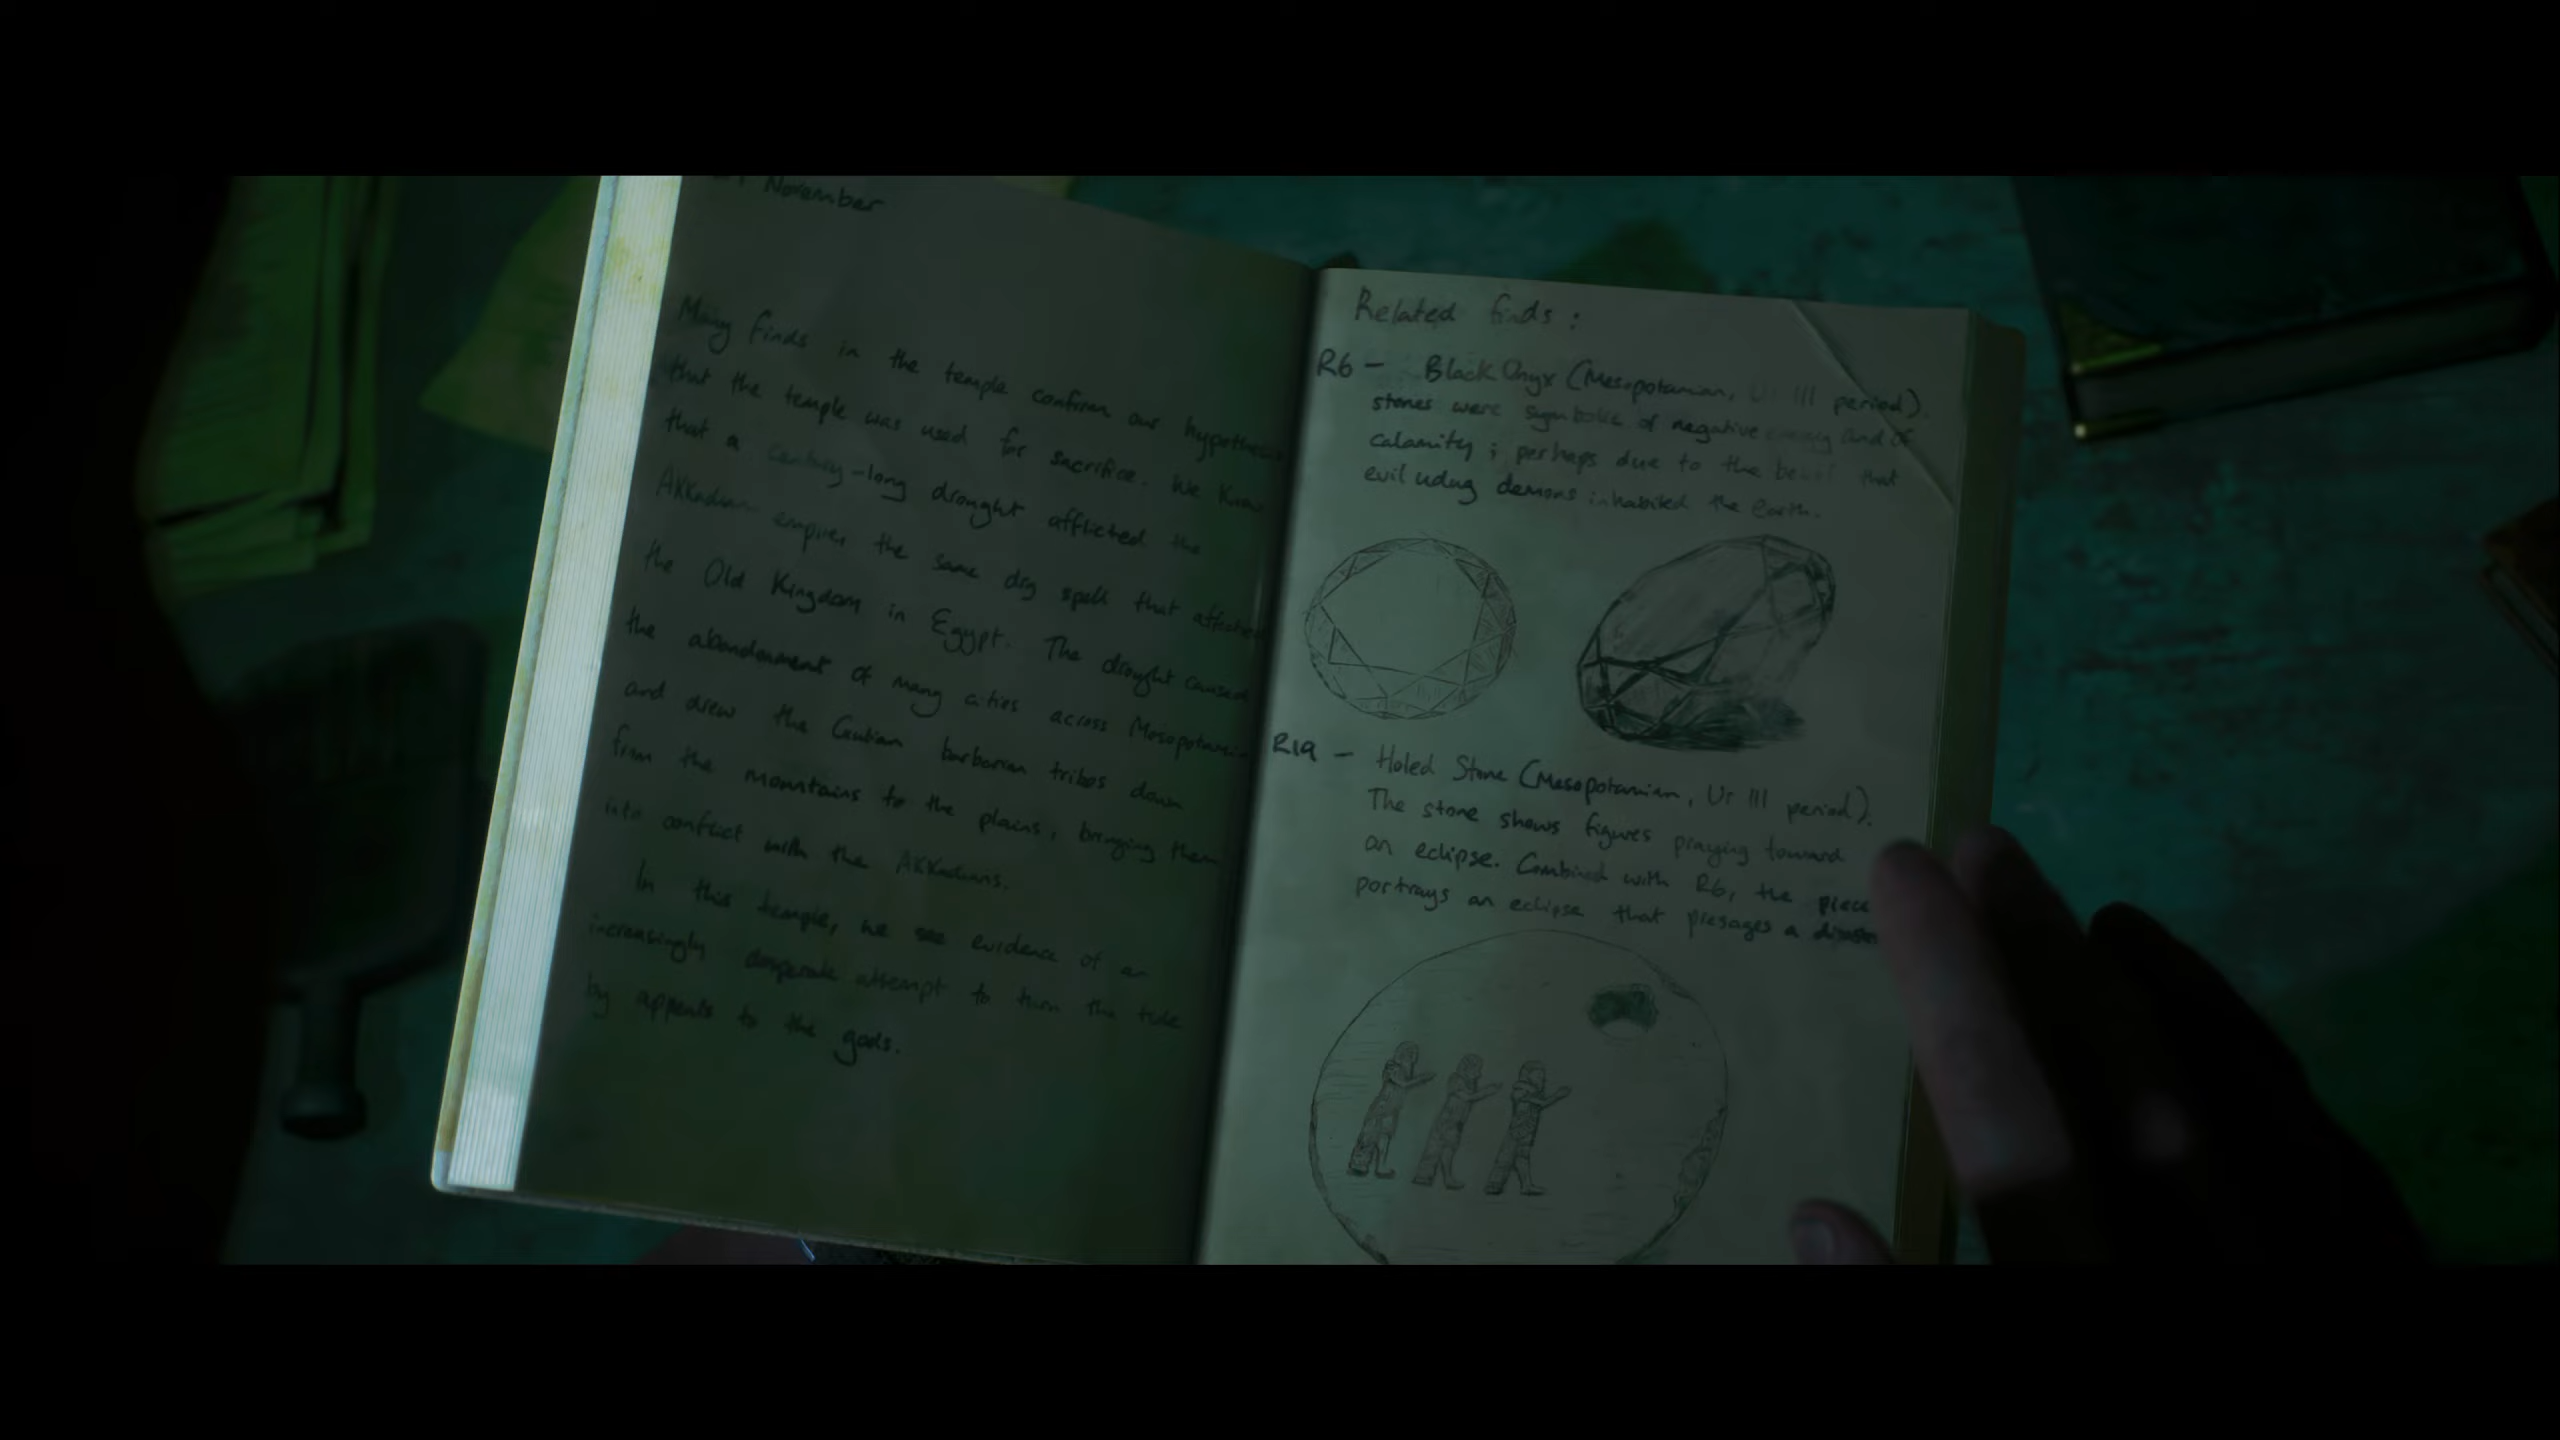 November
Many finds in the temple confirm our hypothesis
that the temple was used for sacrifice. We know
that a century-long drought afflicted the
Akkadian empire, the same dry spell that affected
the Old Kingdom in Egypt. The drought caused
the abandonment of many cities across Mesopotamia
and drew the Gutian barbarian tribes down
from the mountains to the plains, bringing them
into conflict with the Akkadians.
In this temple, we see evidence of an
increasingly desperate attempt to turn the tide
by appeals to the gods.
Related finds:
R6 - Black Onyx (Mesopotamian, Ur III period).
stones were symbolic of negative energy and of
calamity; perhaps due to the belief that
evil udug demons inhabited the earth.
R19 - Holed Stone (Mesopotamian, Ur III period).
The stone shows figures praying toward
an eclipse. Combined with R6, the piece
portrays an eclipse that presages a disaster